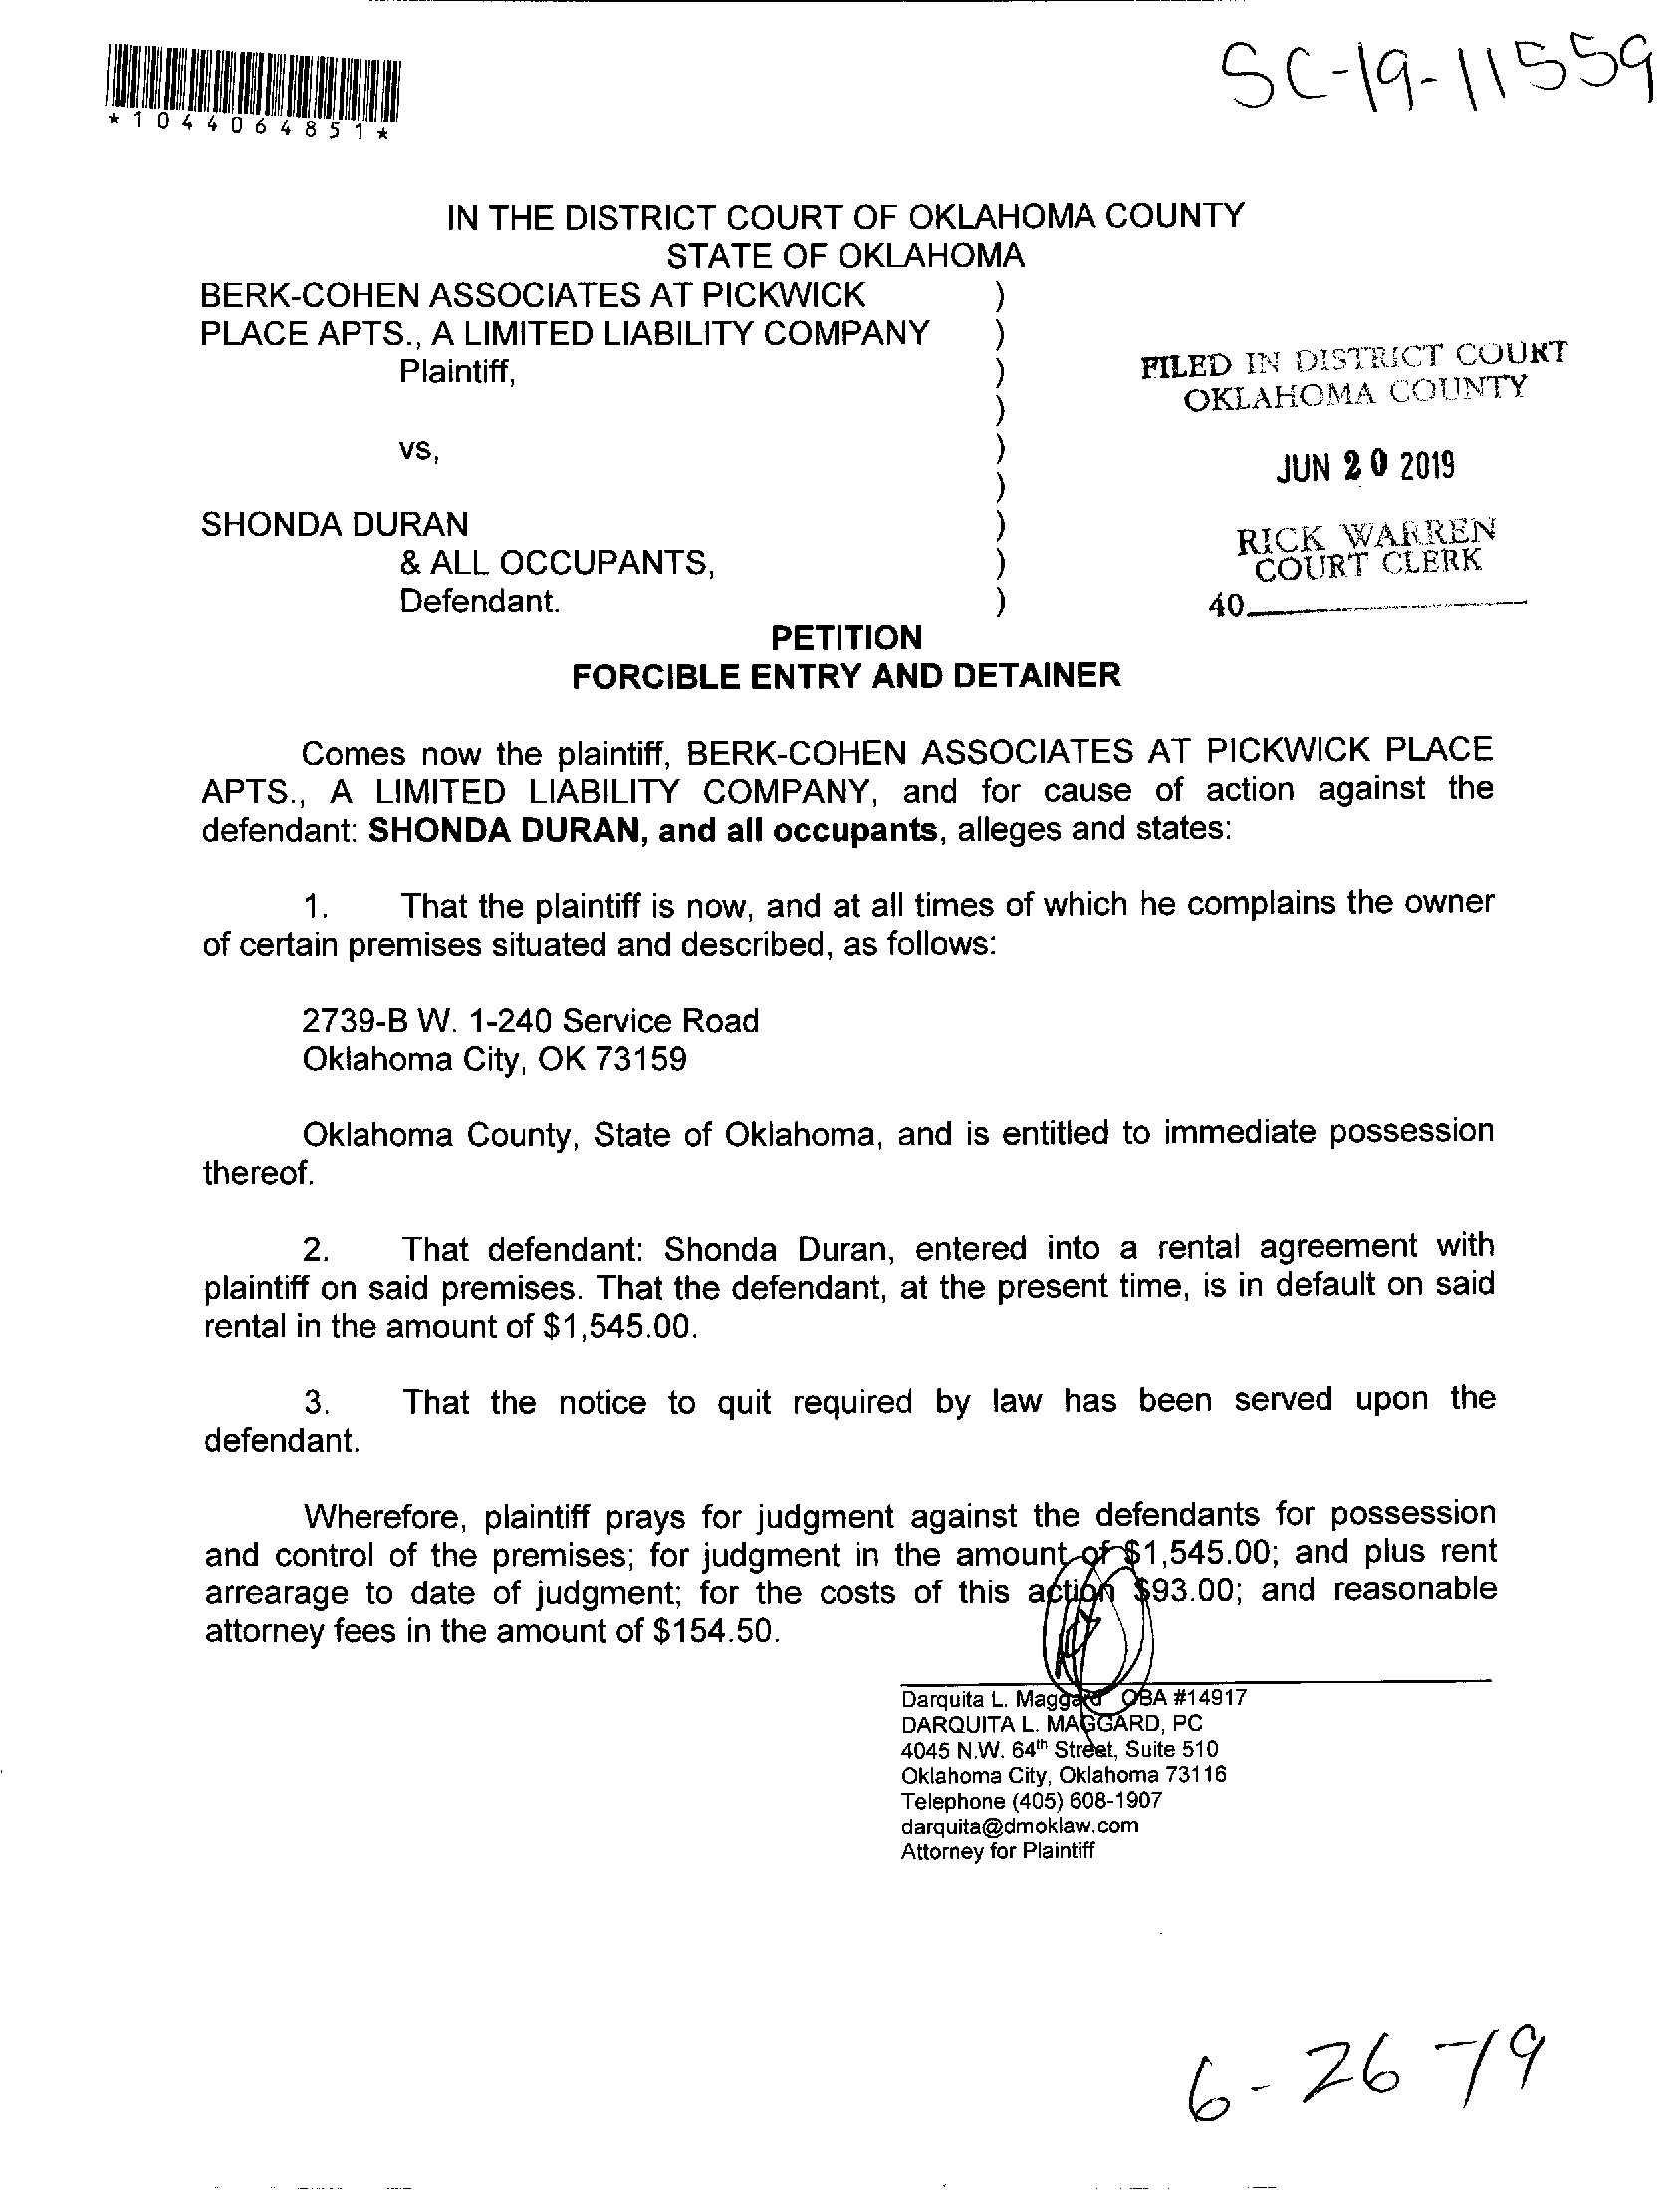 SC-19-11559
*1044064851*
IN THE DISTRICT COURT OF OKLAHOMA COUNTY
STATE OF OKLAHOMA
BERK-COHEN ASSOCIATES AT PICKWICK )
PLACE APTS., A LIMITED LIABILITY COMPANY )
Plaintiff, )
)
vs, )
)
SHONDA DURAN )
& ALL OCCUPANTS, )
Defendant. )
FILED IN DISTRICT COURT
OKLAHOMA COUNTY
JUN 20 2019
RICK WARREN
COURT CLERK
40
PETITION
FORCIBLE ENTRY AND DETAINER
Comes now the plaintiff, BERK-COHEN ASSOCIATES AT PICKWICK PLACE
APTS., A LIMITED LIABILITY COMPANY, and for cause of action against the
defendant: SHONDA DURAN, and all occupants, alleges and states:
1. That the plaintiff is now, and at all times of which he complains the owner
of certain premises situated and described, as follows:
2739-B W. 1-240 Service Road
Oklahoma City, OK 73159
Oklahoma County, State of Oklahoma, and is entitled to immediate possession
thereof.
2. That defendant: Shonda Duran, entered into a rental agreement with
plaintiff on said premises. That the defendant, at the present time, is in default on said
rental in the amount of $1,545.00.
3. That the notice to quit required by law has been served upon the
defendant.
Wherefore, plaintiff prays for judgment against the defendants for possession
and control of the premises; for judgment in the amount of $1,545.00; and plus rent
arrearage to date of judgment; for the costs of this action $93.00; and reasonable
attorney fees in the amount of $154.50.
Darquita L. Maggard OBA #14917
DARQUITA L. MAGGARD, PC
4045 N.W. 64th Street, Suite 510
Oklahoma City, Oklahoma 73116
Telephone (405) 608-1907
darquita@dmoklaw.com
Attorney for Plaintiff
6-26-19